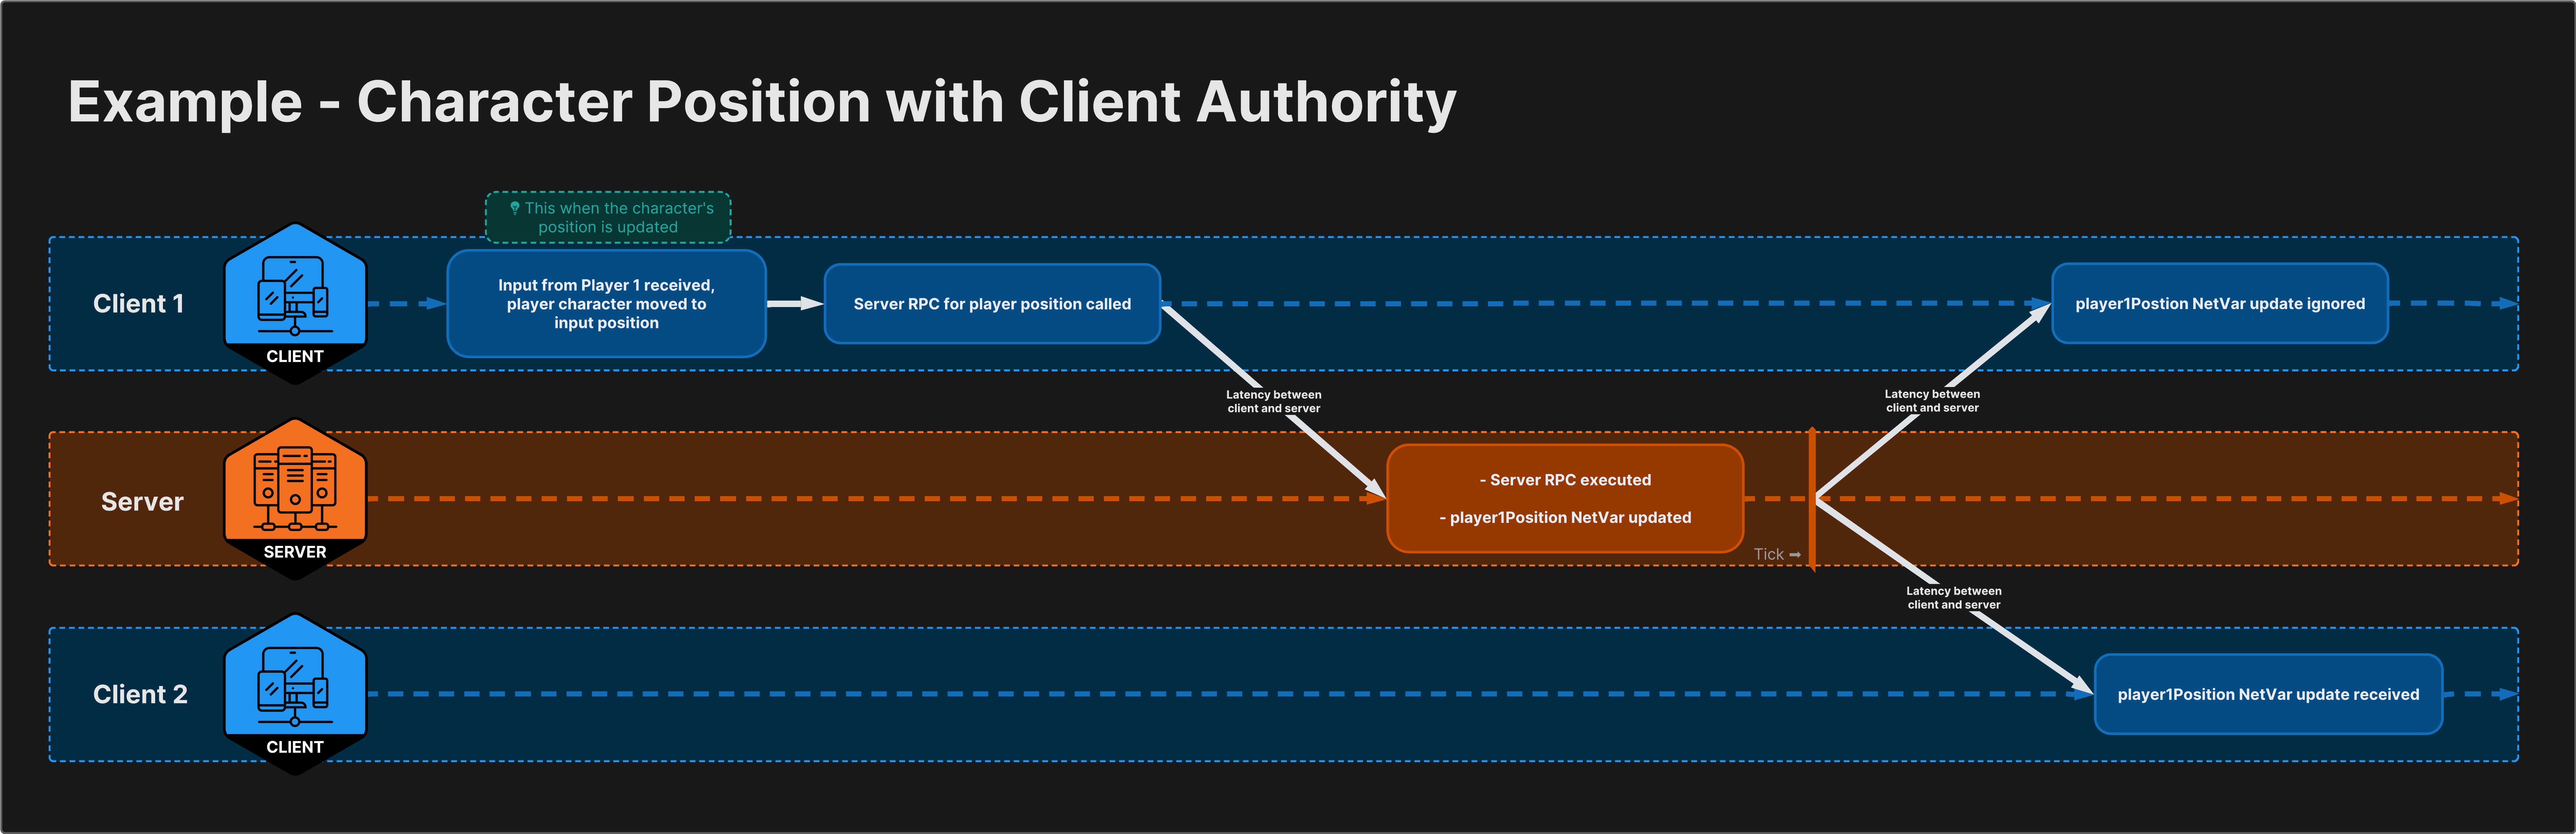 Example - Character Position with Client Authority
This when the character's
position is updated
Client 1
CLIENT
Input from Player 1 received,
player character moved to
input position
Server RPC for player position called
player1Postion NetVar update ignored
Latency between
client and server
Latency between
client and server
Server
SERVER
- Server RPC executed
- player1Position NetVar updated
Tick ➡
Latency between
client and server
Client 2
CLIENT
player1Position NetVar update received